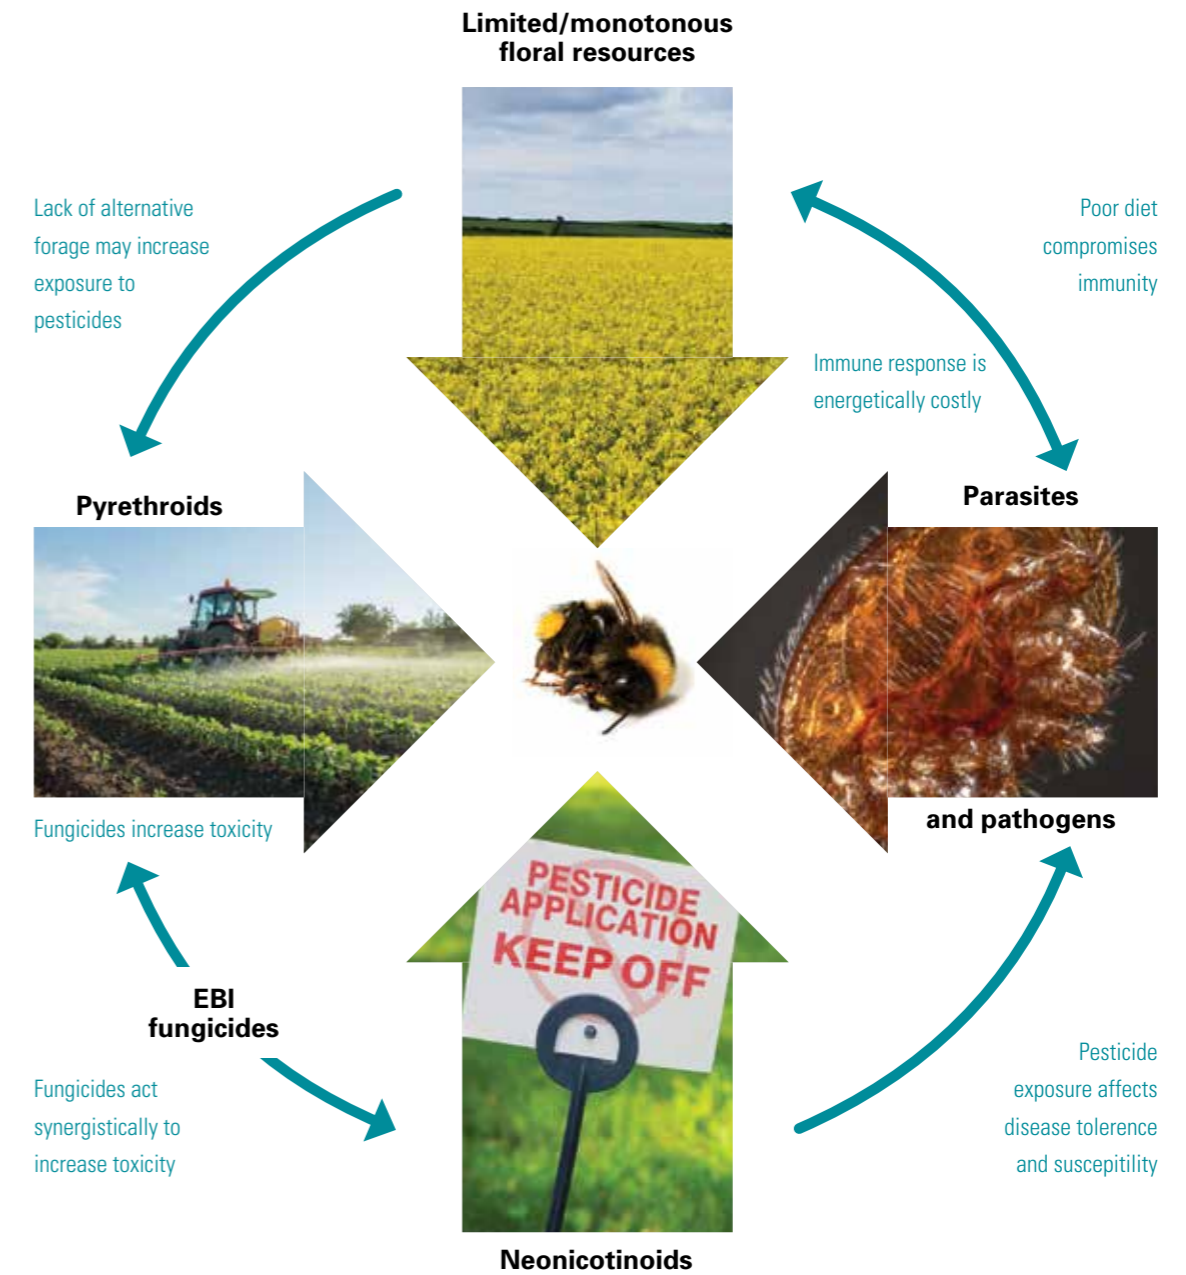 Limited/monotonous
floral resources
Lack of alternative
forage may increase
exposure to
pesticides
Poor diet
compromises
immunity
Immune response is
energetically costly
Pyrethroids
Parasites
and pathogens
Fungicides increase toxicity
PESTICIDE
APPLICATION
KEEP OFF
EBI
fungicides
Fungicides act
synergistically to
increase toxicity
Pesticide
exposure affects
disease tolerence
and suscepitility
Neonicotinoids